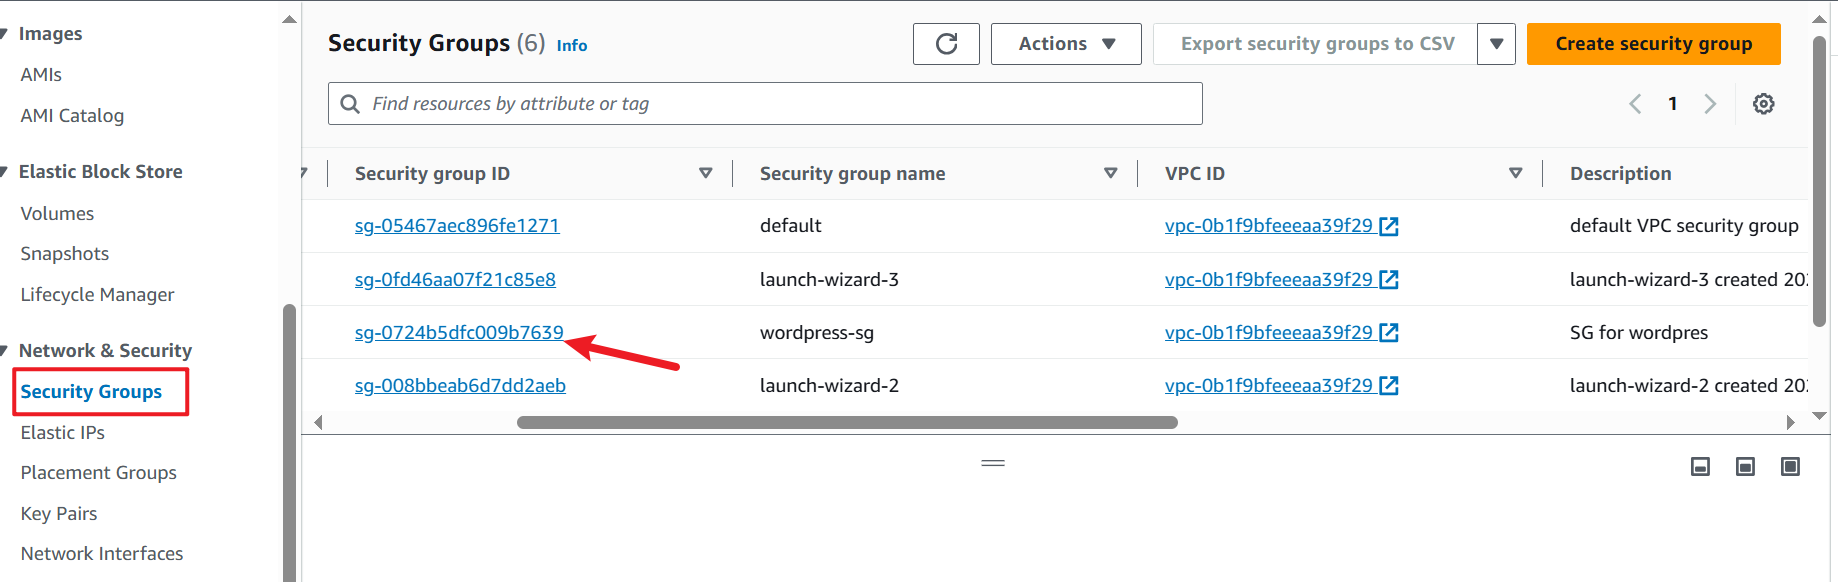 Images
AMIs
AMI Catalog
Elastic Block Store
Volumes
Snapshots
Lifecycle Manager
Network & Security
Security Groups
Elastic IPs
Placement Groups
Key Pairs
Network Interfaces
Security Groups (6) Info
Actions
Export security groups to CSV
Create security group
Find resources by attribute or tag
1
Security group ID Security group name VPC ID Description
sg-05467aec896fe1271 default vpc-0b1f9bfeeeaa39f29 default VPC security group
sg-0fd46aa07f21c85e8 launch-wizard-3 vpc-0b1f9bfeeeaa39f29 launch-wizard-3 created 202
sg-0724b5dfc009b7639 wordpress-sg vpc-0b1f9bfeeeaa39f29 SG for wordpres
sg-008bbeab6d7dd2aeb launch-wizard-2 vpc-0b1f9bfeeeaa39f29 launch-wizard-2 created 202